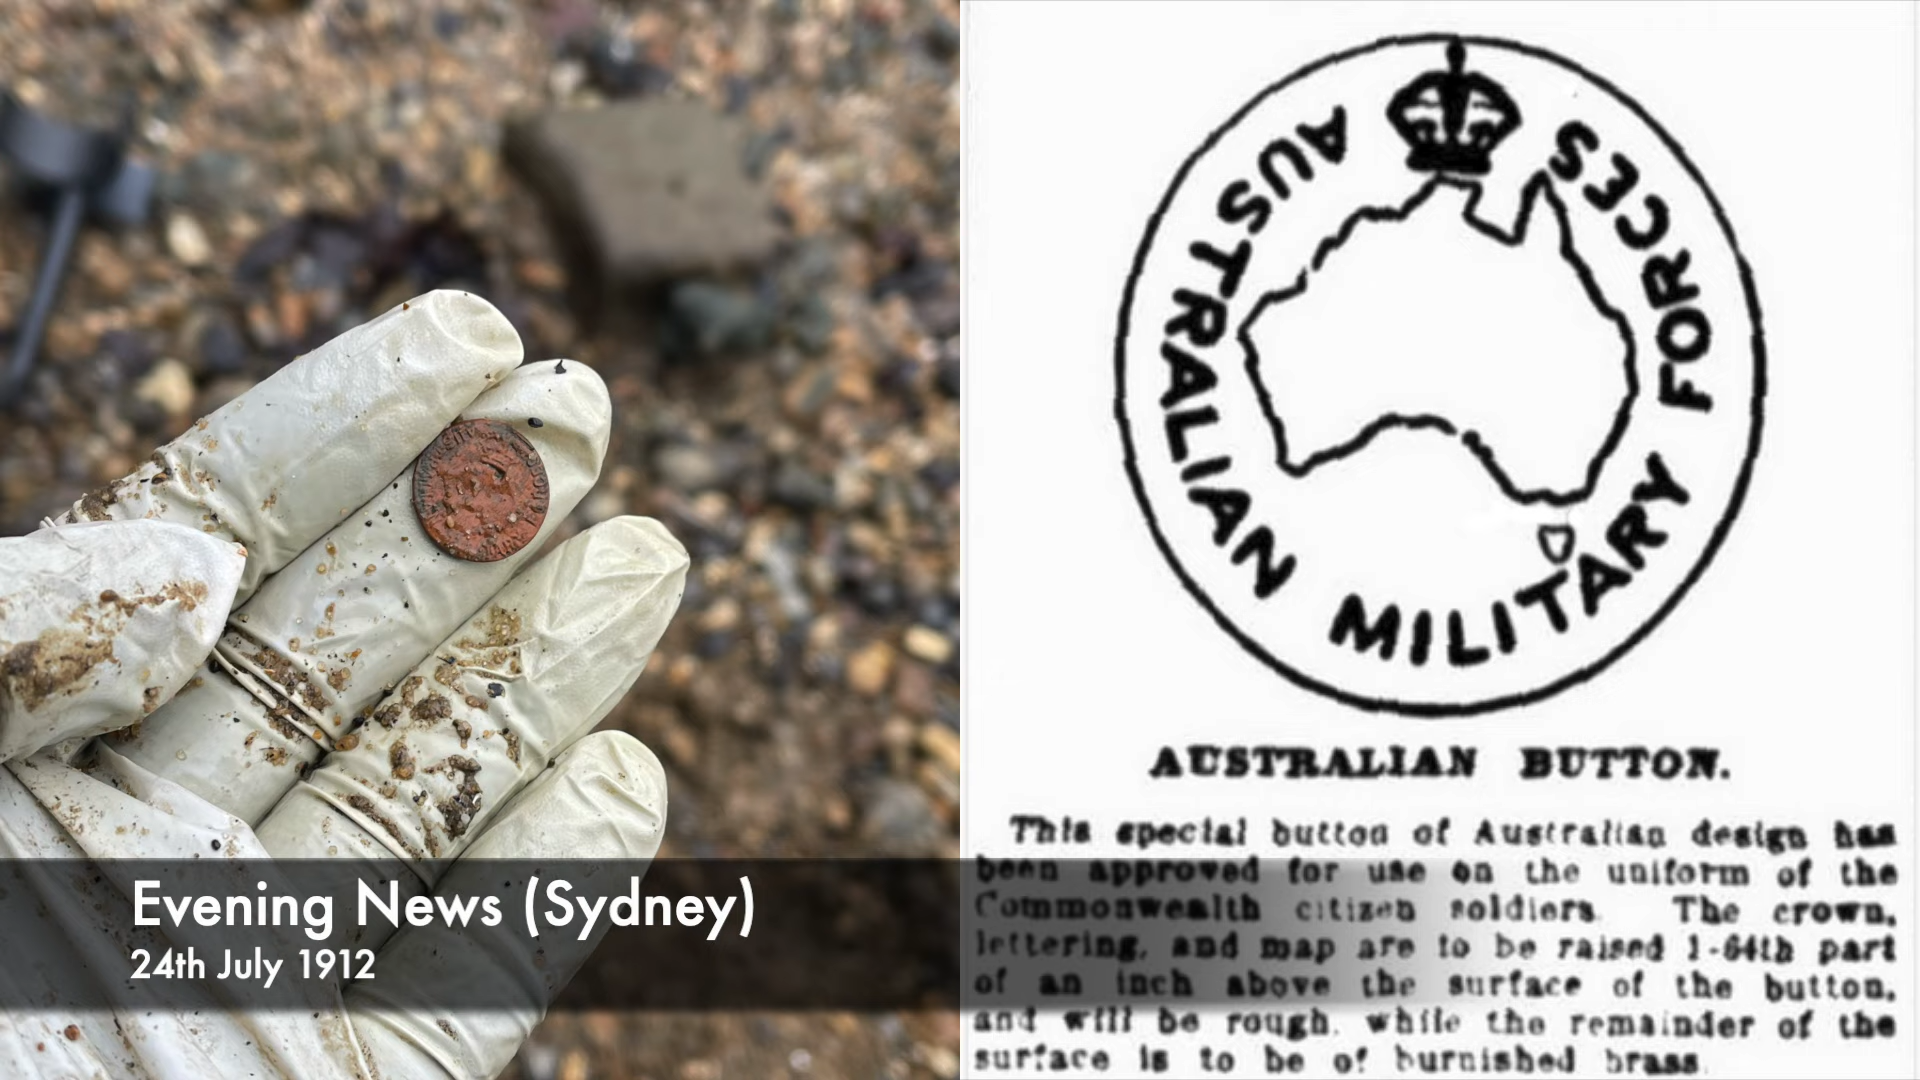 AUSTRALIAN MILITARY FORCES
AUSTRALIAN BUTTON.
This special button of Australian design has
been approved for use on the uniform of the
Commonwealth citizen soldiers. The crown,
lettering, and map are to be raised 1-64th part
of an inch above the surface of the button,
and will be rough, while the remainder of the
surface is to be of burnished brass.
Evening News (Sydney)
24th July 1912